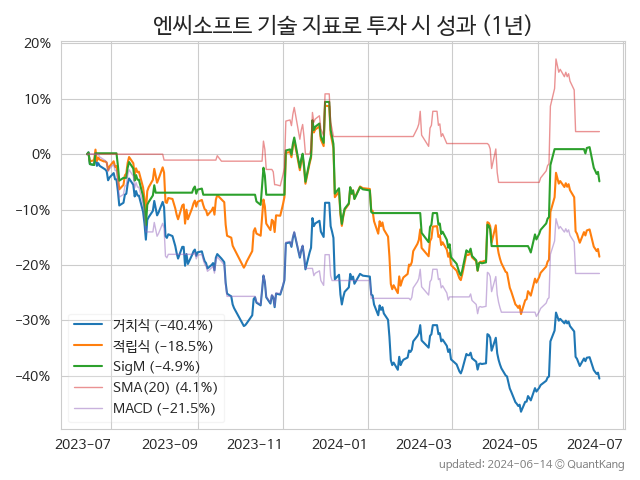 엔씨소프트 기술 지표로 투자 시 성과 (1년)
20%
10%
0%
−10%
−20%
−30%
−40%
거치식 (−40.4%)
적립식 (−18.5%)
SigM (−4.9%)
SMA(20) (4.1%)
MACD (−21.5%)
2023−07 2023−09 2023−11 2024−01 2024−03 2024−05 2024−07
updated: 2024−06−14 © QuantKang